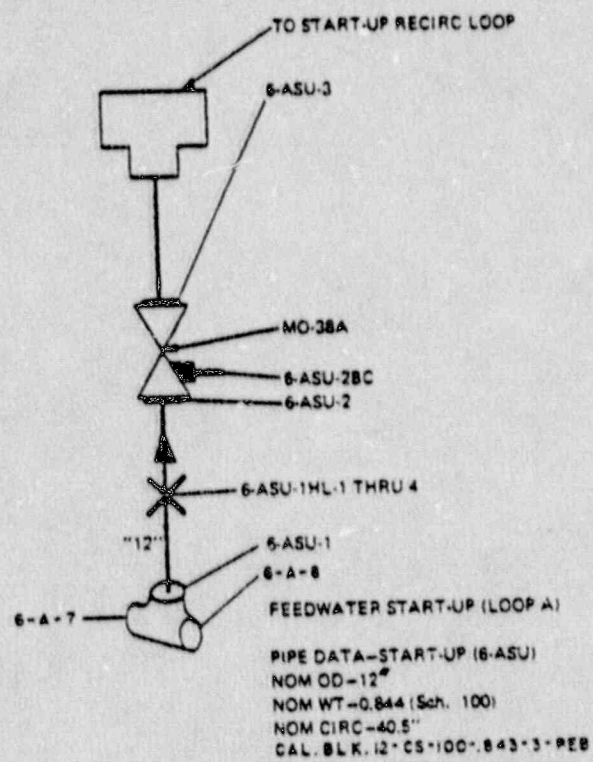 TO START-UP RECIRC LOOP
6-ASU-3
MO-38A
6-ASU-2BC
6-ASU-2
6-ASU-1HL-1 THRU 4
"12"
6-ASU-1
6-A-8
6-A-7
FEEDWATER START-UP (LOOP A)
PIPE DATA-START-UP (6-ASU)
NOM OD-12"
NOM WT-0.844 (Sch. 100)
NOM CIRC-40.5"
CAL. BLK. 12-CS-100-.843-3-PEB